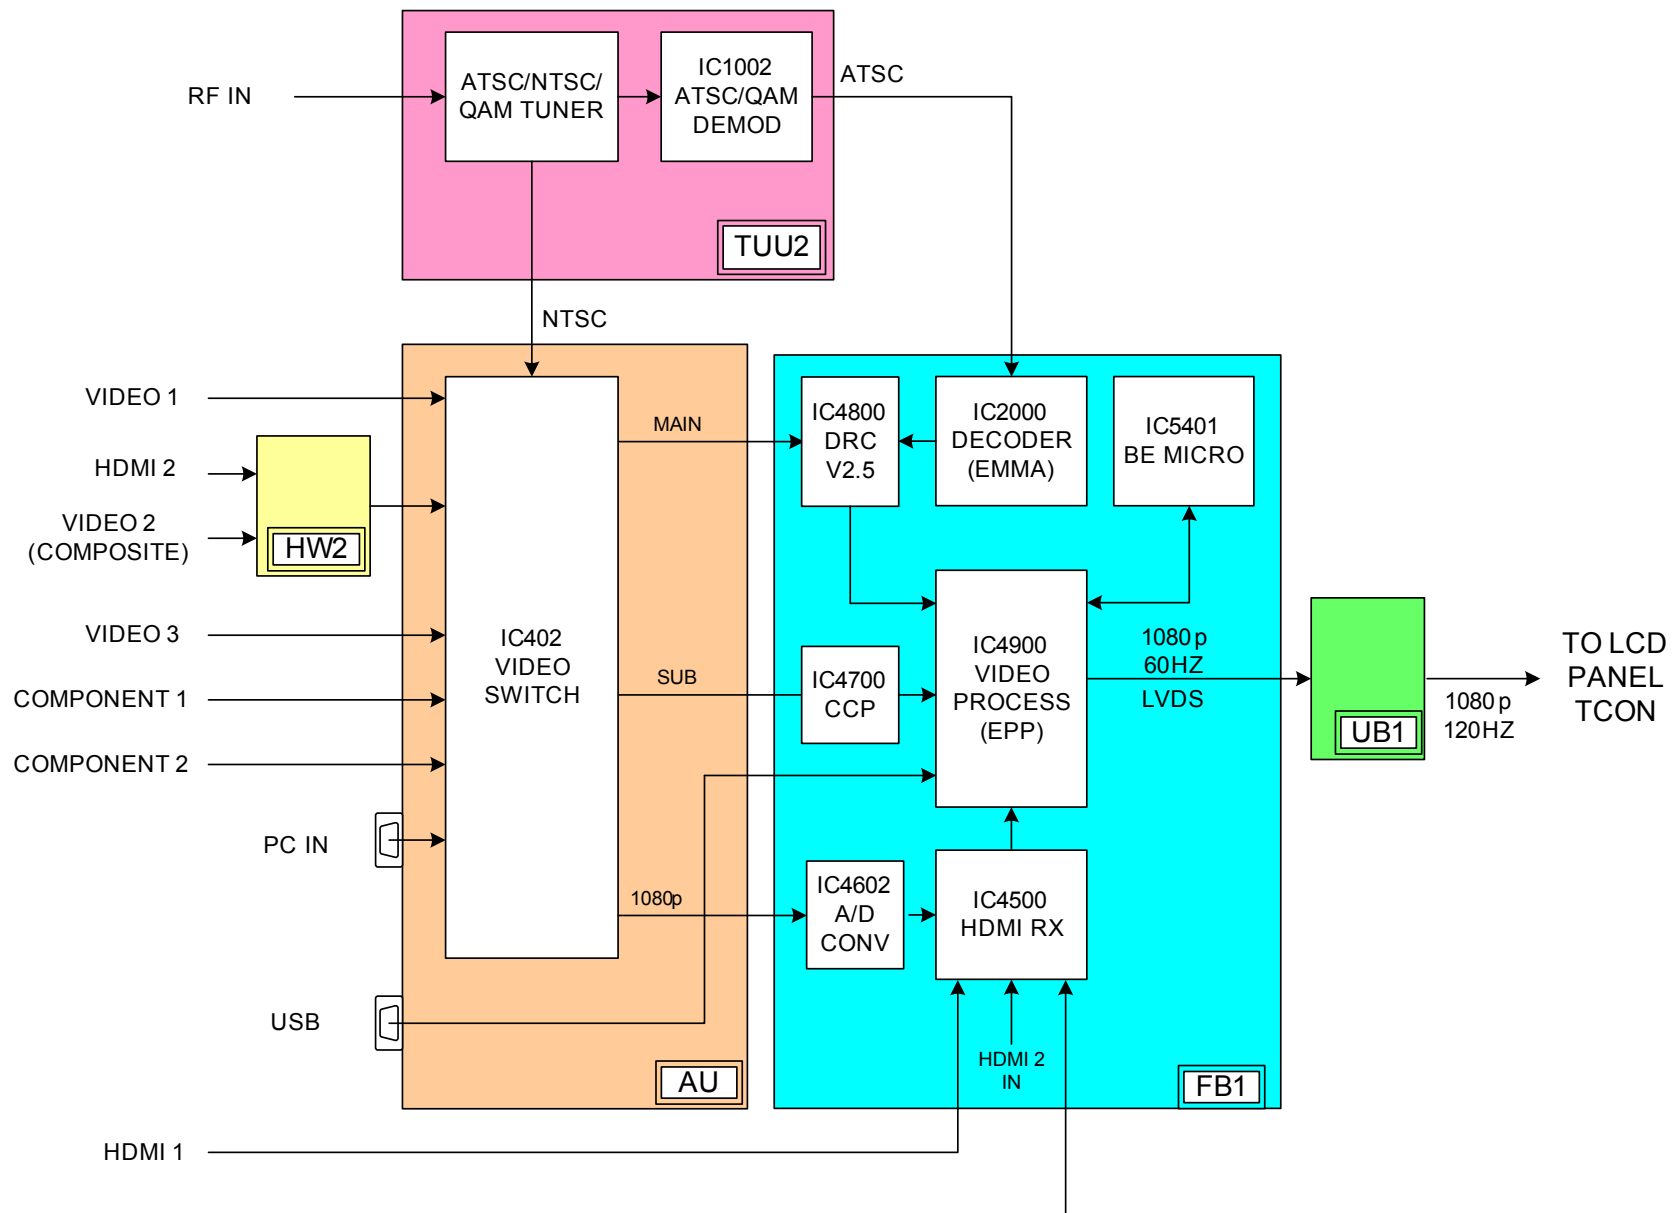 RF IN
ATSC/NTSC/
QAM TUNER
IC1002
ATSC/QAM
DEMOD
ATSC
TUU2
NTSC
VIDEO 1
HDMI 2
VIDEO 2
(COMPOSITE)
HW2
VIDEO 3
COMPONENT 1
COMPONENT 2
PC IN
USB
HDMI 1
IC402
VIDEO
SWITCH
MAIN
SUB
1080p
AU
IC4800
DRC
V2.5
IC2000
DECODER
(EMMA)
IC5401
BE MICRO
IC4700
CCP
IC4900
VIDEO
PROCESS
(EPP)
1080p
60HZ
LVDS
IC4602
A/D
CONV
IC4500
HDMI RX
HDMI 2
IN
FB1
UB1
1080p
120HZ
TO LCD
PANEL
TCON